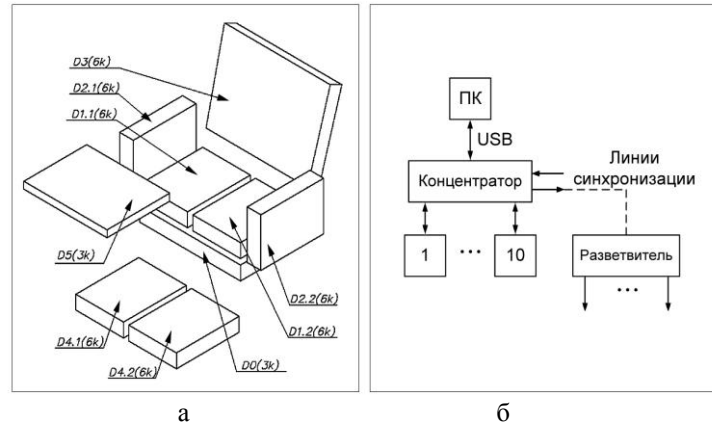 D3(6k)
D2.1(6k)
D1.1(6k)
D5(3k)
D2.2(6k)
D4.1(6k)
D1.2(6k)
D4.2(6k)
D0(3k)
ПК
USB
Линии
синхронизации
Концентратор
1 ... 10
Разветвитель
...
а
б